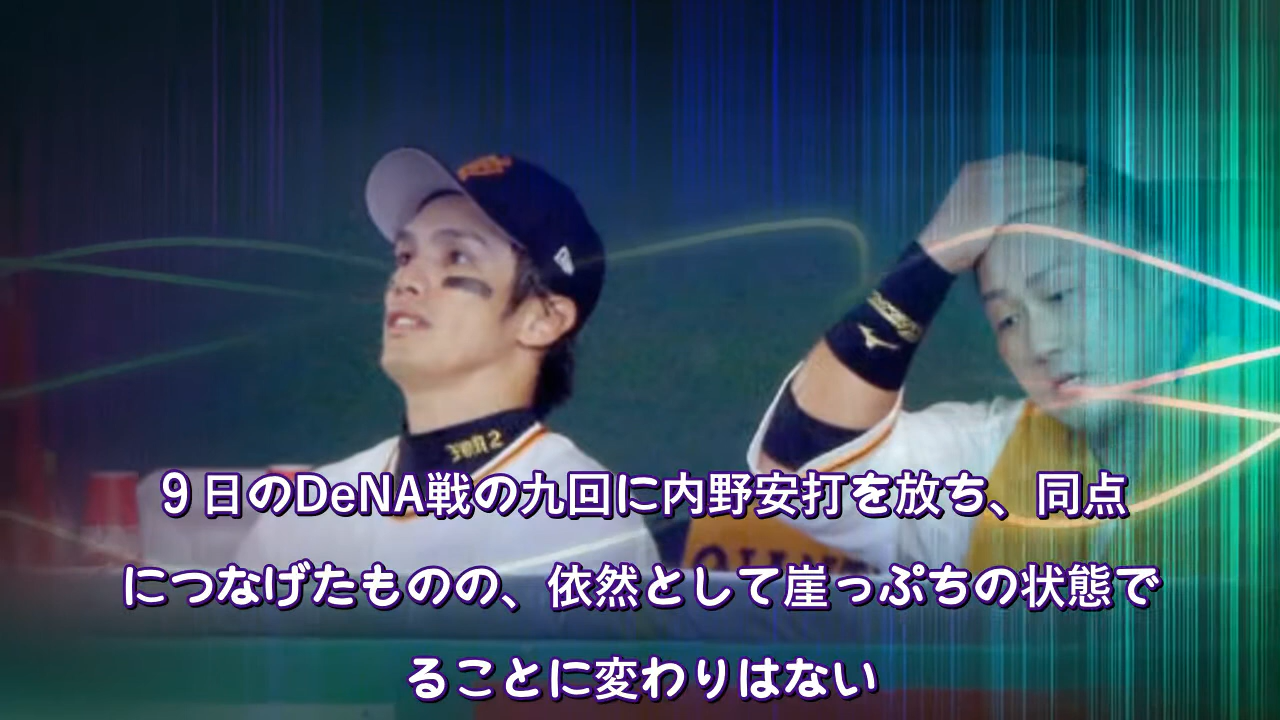 ９日のDeNA戦の九回に内野安打を放ち、同点
につなげたものの、依然として崖っぷちの状態で
ることに変わりはない